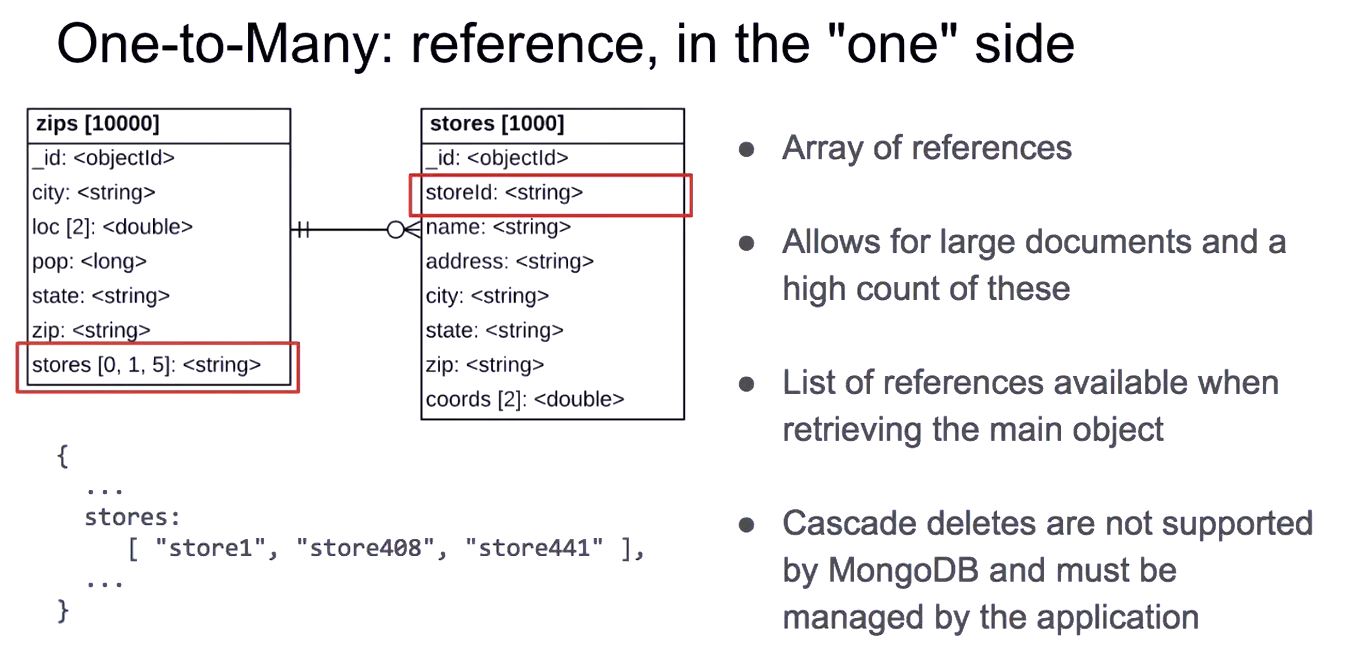 One-to-Many: reference, in the "one" side
zips [10000]
_id: <objectId>
city: <string>
loc [2]: <double>
pop: <long>
state: <string>
zip: <string>
stores [0, 1, 5]: <string>
stores [1000]
_id: <objectId>
storeId: <string>
name: <string>
address: <string>
city: <string>
state: <string>
zip: <string>
coords [2]: <double>
{
...
stores:
[ "store1", "store408", "store441" ],
...
}
● Array of references
● Allows for large documents and a
high count of these
● List of references available when
retrieving the main object
● Cascade deletes are not supported
by MongoDB and must be
managed by the application